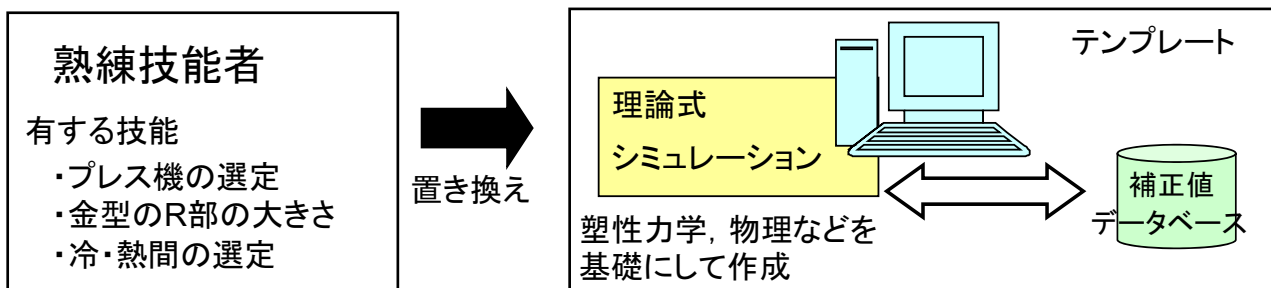 熟練技能者
有する技能
・プレス機の選定
・金型のR部の大きさ
・冷・熱間の選定
置き換え
テンプレート
理論式
シミュレーション
塑性力学，物理などを
基礎にして作成
補正値
データベース